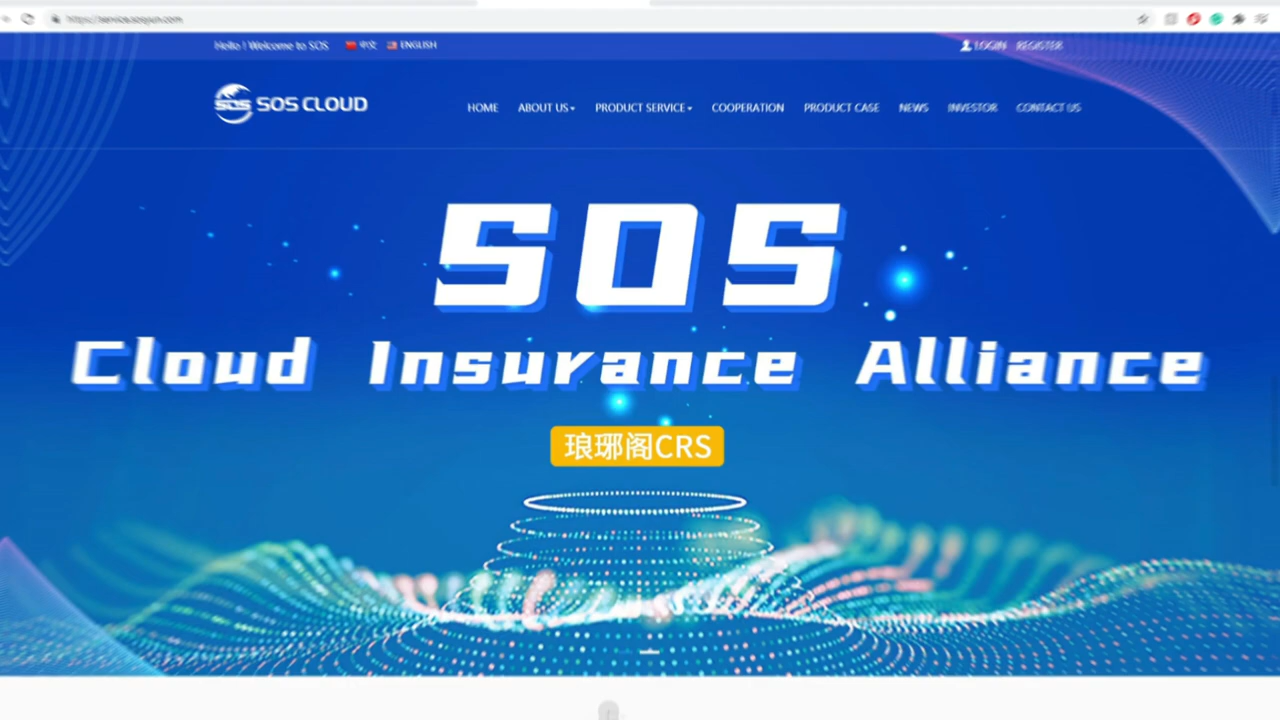 Hello ! Welcome to SOS 中文 ENGLISH LOGIN REGISTER
SOS SOS CLOUD HOME ABOUT US PRODUCT SERVICE COOPERATION PRODUCT CASE NEWS INVESTOR CONTACT US
SOS
Cloud Insurance Alliance
琅琊阁CRS